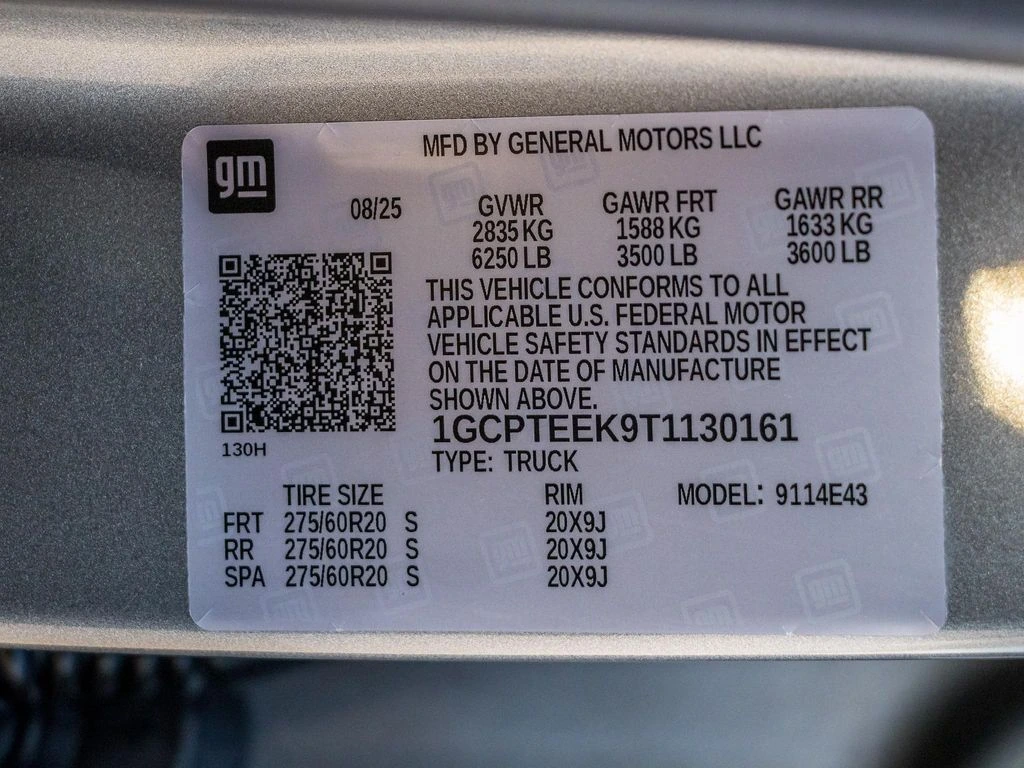 gm
MFD BY GENERAL MOTORS LLC
08/25 GVWR GAWR FRT GAWR RR
2835 KG 1588 KG 1633 KG
6250 LB 3500 LB 3600 LB
THIS VEHICLE CONFORMS TO ALL
APPLICABLE U.S. FEDERAL MOTOR
VEHICLE SAFETY STANDARDS IN EFFECT
ON THE DATE OF MANUFACTURE
SHOWN ABOVE.
1GCPTEEK9T1130161
130H
TYPE: TRUCK
TIRE SIZE RIM MODEL: 9114E43
FRT 275/60R20 S 20X9J
RR 275/60R20 S 20X9J
SPA 275/60R20 S 20X9J